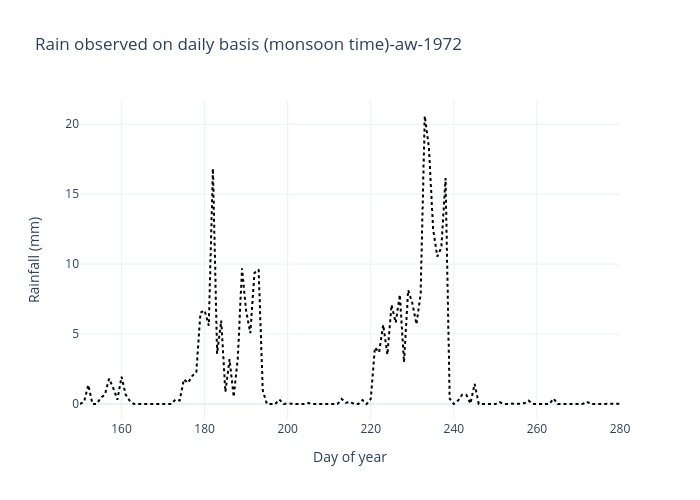 Rain observed on daily basis (monsoon time)-aw-1972
20
15
10
5
0
Rainfall (mm)
160 180 200 220 240 260 280
Day of year